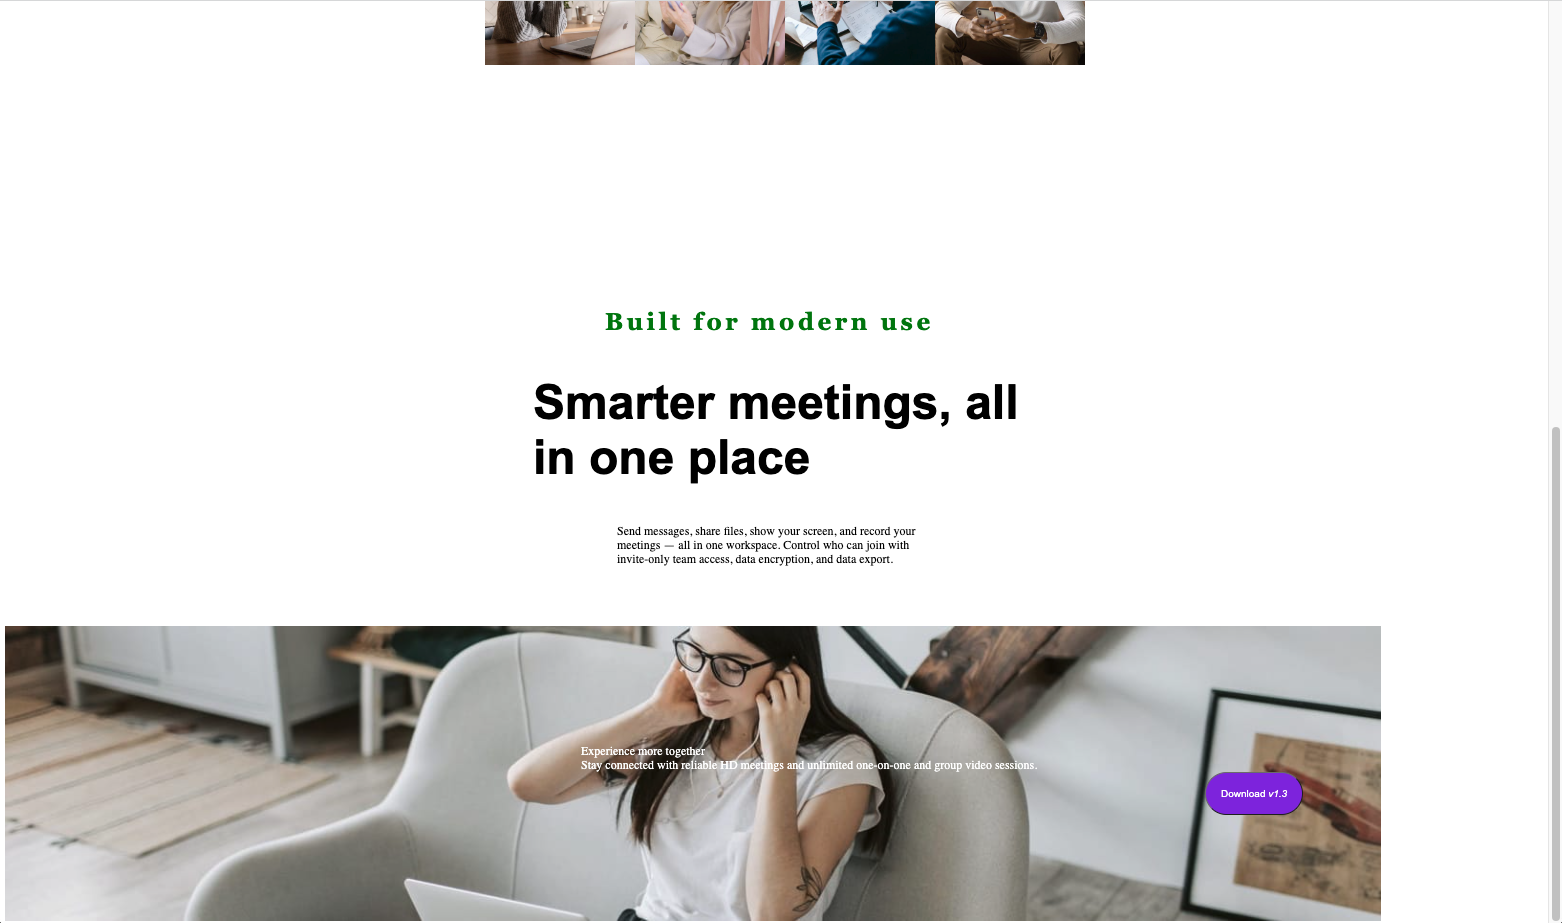 Built for modern use
Smarter meetings, all
in one place
Send messages, share files, show your screen, and record your
meetings — all in one workspace. Control who can join with
invite-only team access, data encryption, and data export.
Experience more together
Stay connected with reliable HD meetings and unlimited one-on-one and group video sessions.
Download v1.3